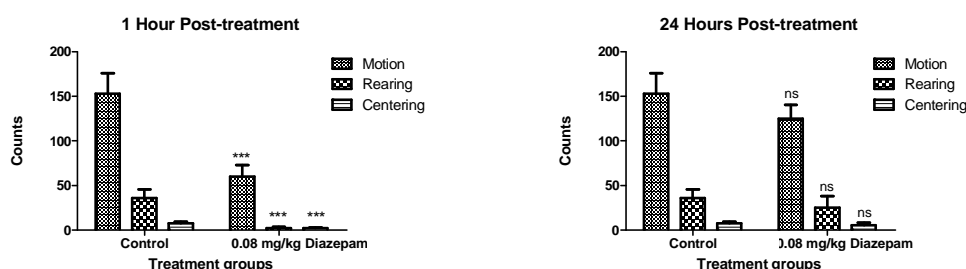 1 Hour Post-treatment
200
150
100
50
0
Counts
Motion
Rearing
Centering
***
***
***
Control
0.08 mg/kg Diazepam
Treatment groups
24 Hours Post-treatment
200
150
100
50
0
Counts
Motion
Rearing
Centering
ns
ns
ns
Control
0.08 mg/kg Diazepam
Treatment groups